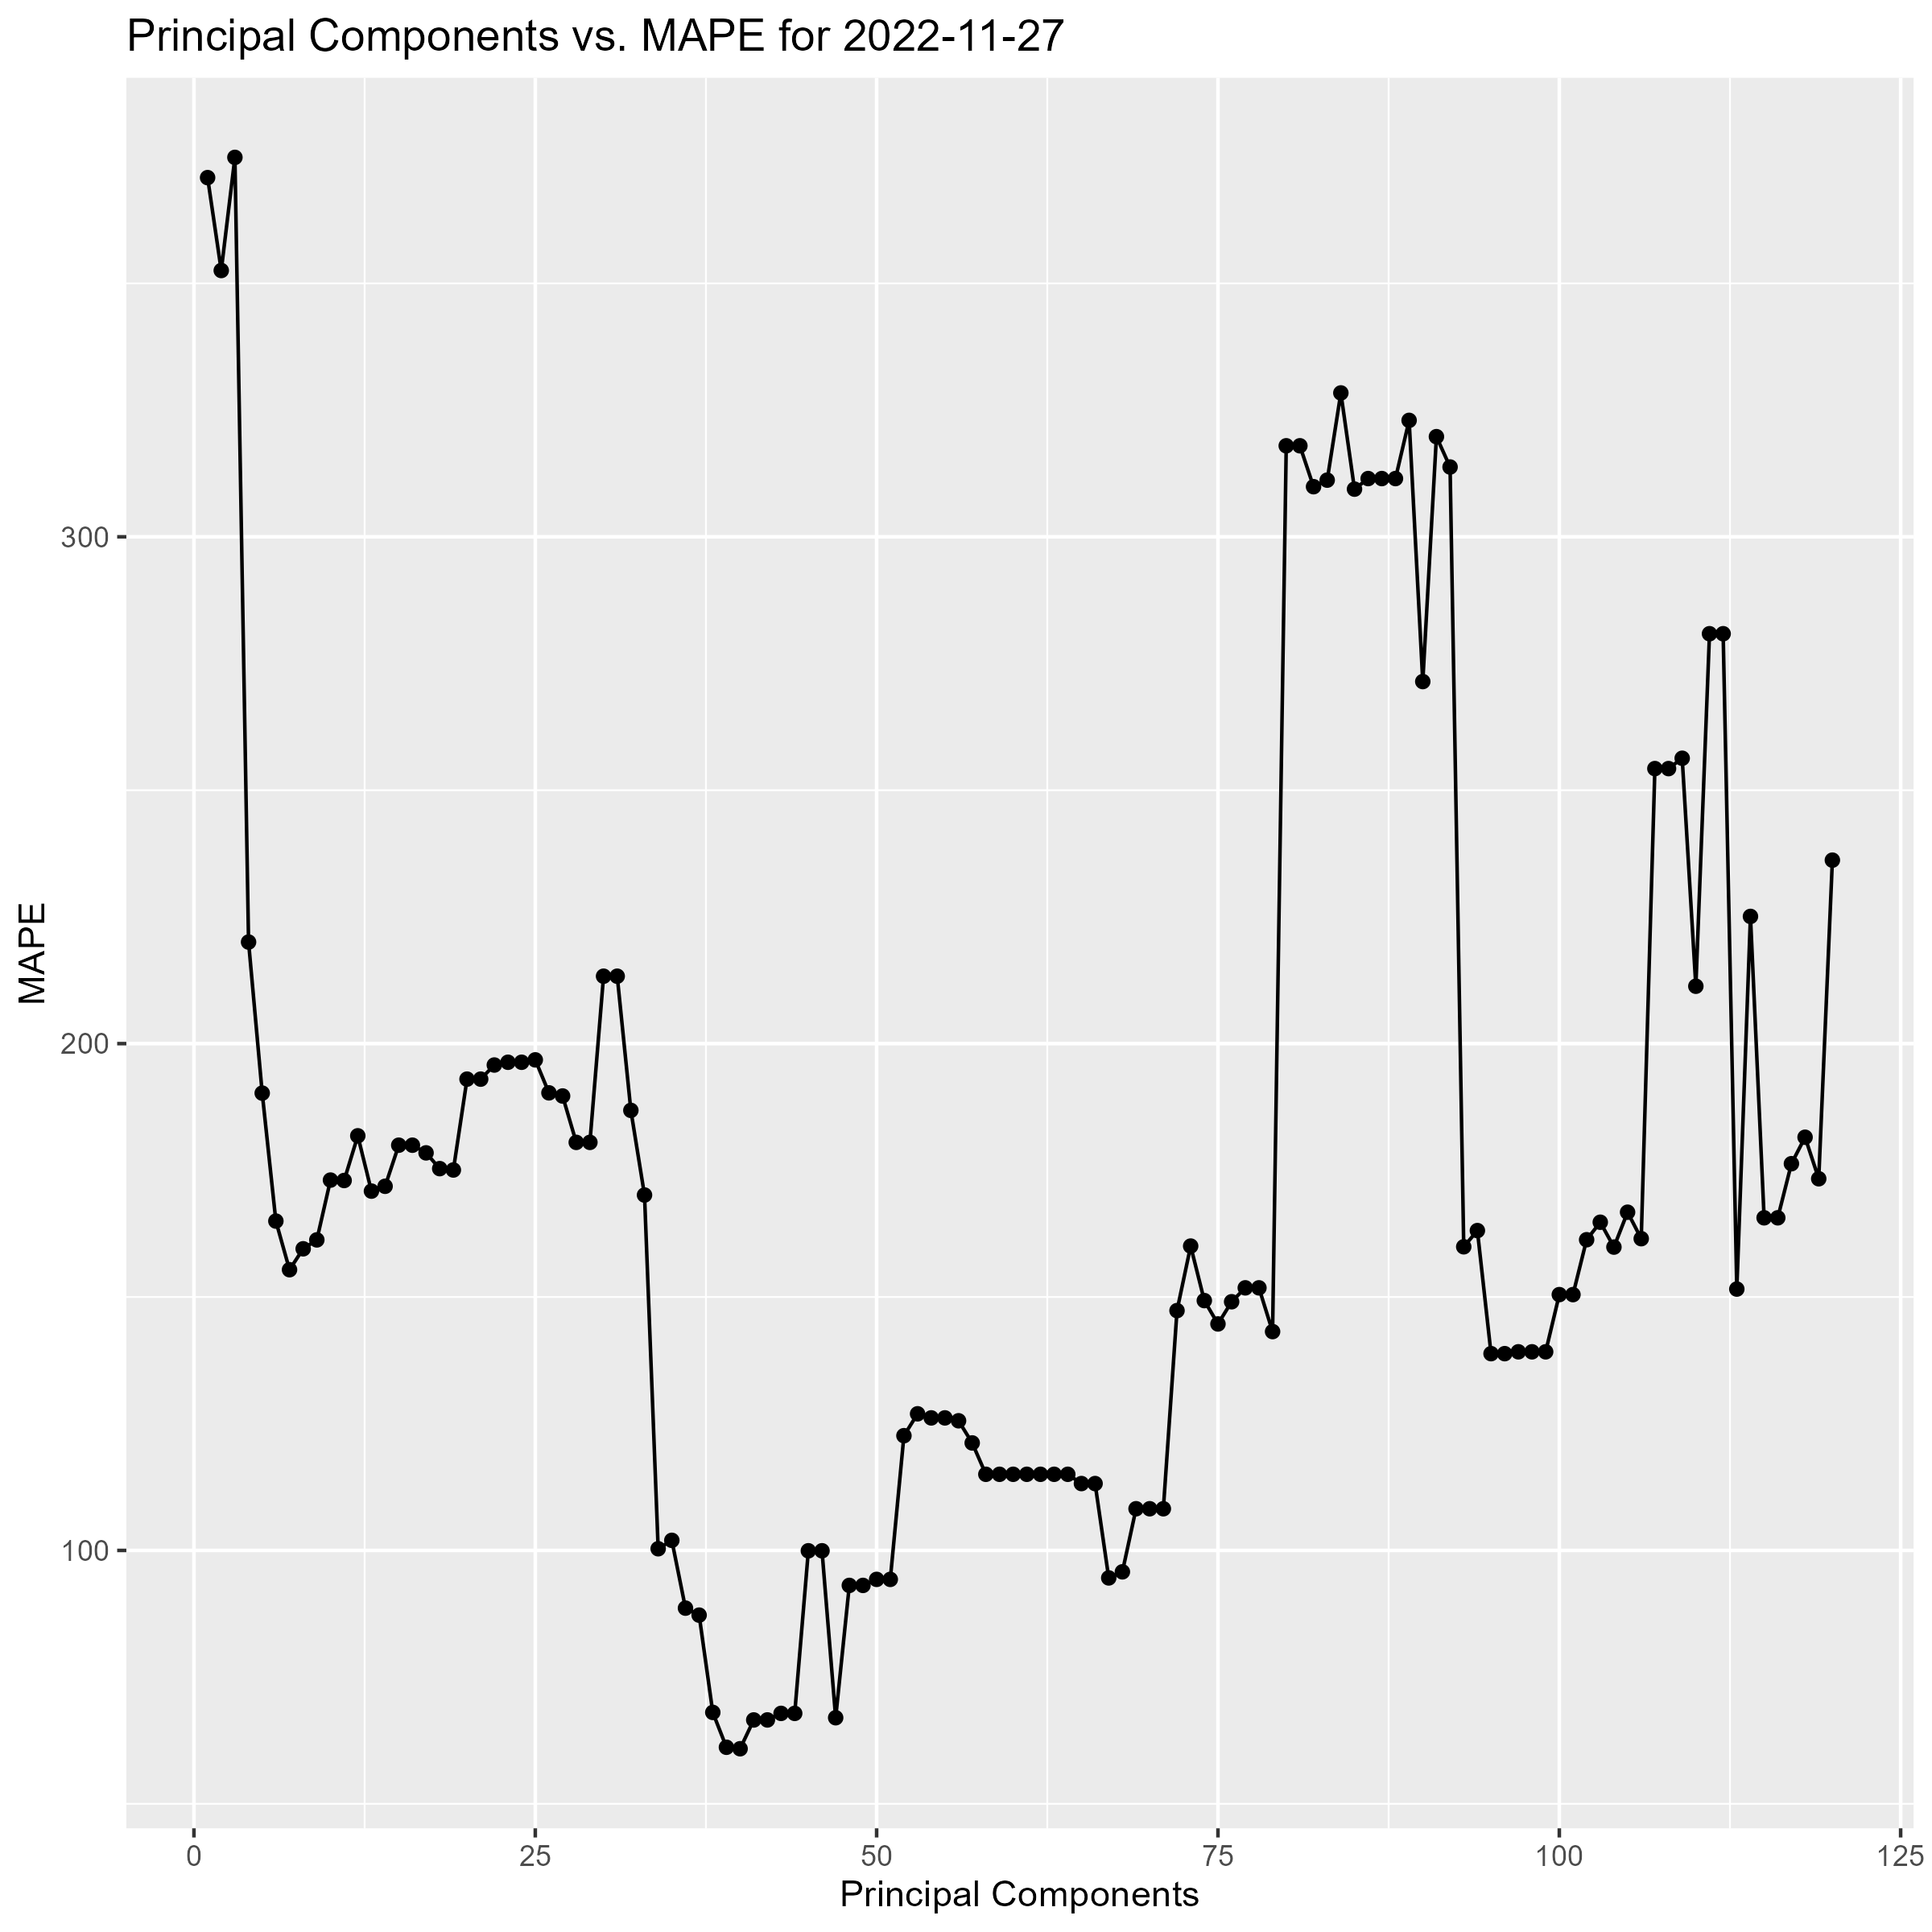 Principal Components vs. MAPE for 2022-11-27
MAPE
300
200
100
0 25 50 75 100 125
Principal Components